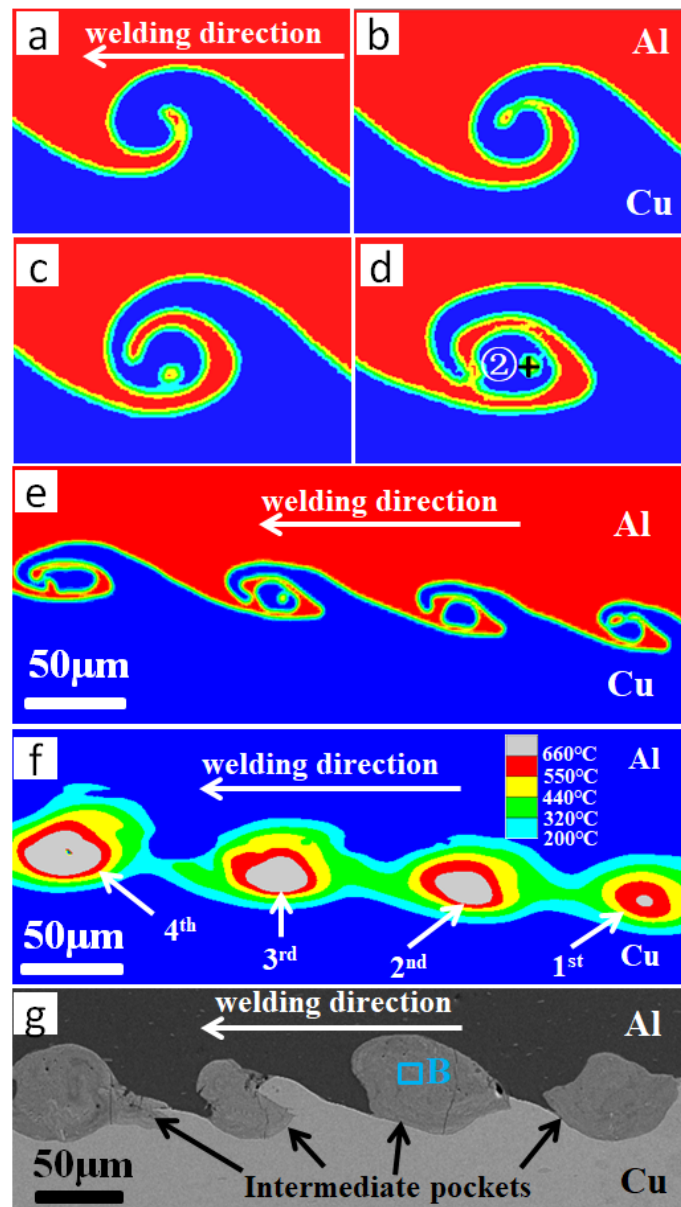 a
welding direction
b
Al
Cu
c
d
②
e
welding direction
Al
50μm
Cu
f
welding direction
660℃
550℃
440℃
320℃
200℃
Al
50μm
4th
3rd
2nd
1st
Cu
g
welding direction
Al
B
50μm
Intermediate pockets
Cu